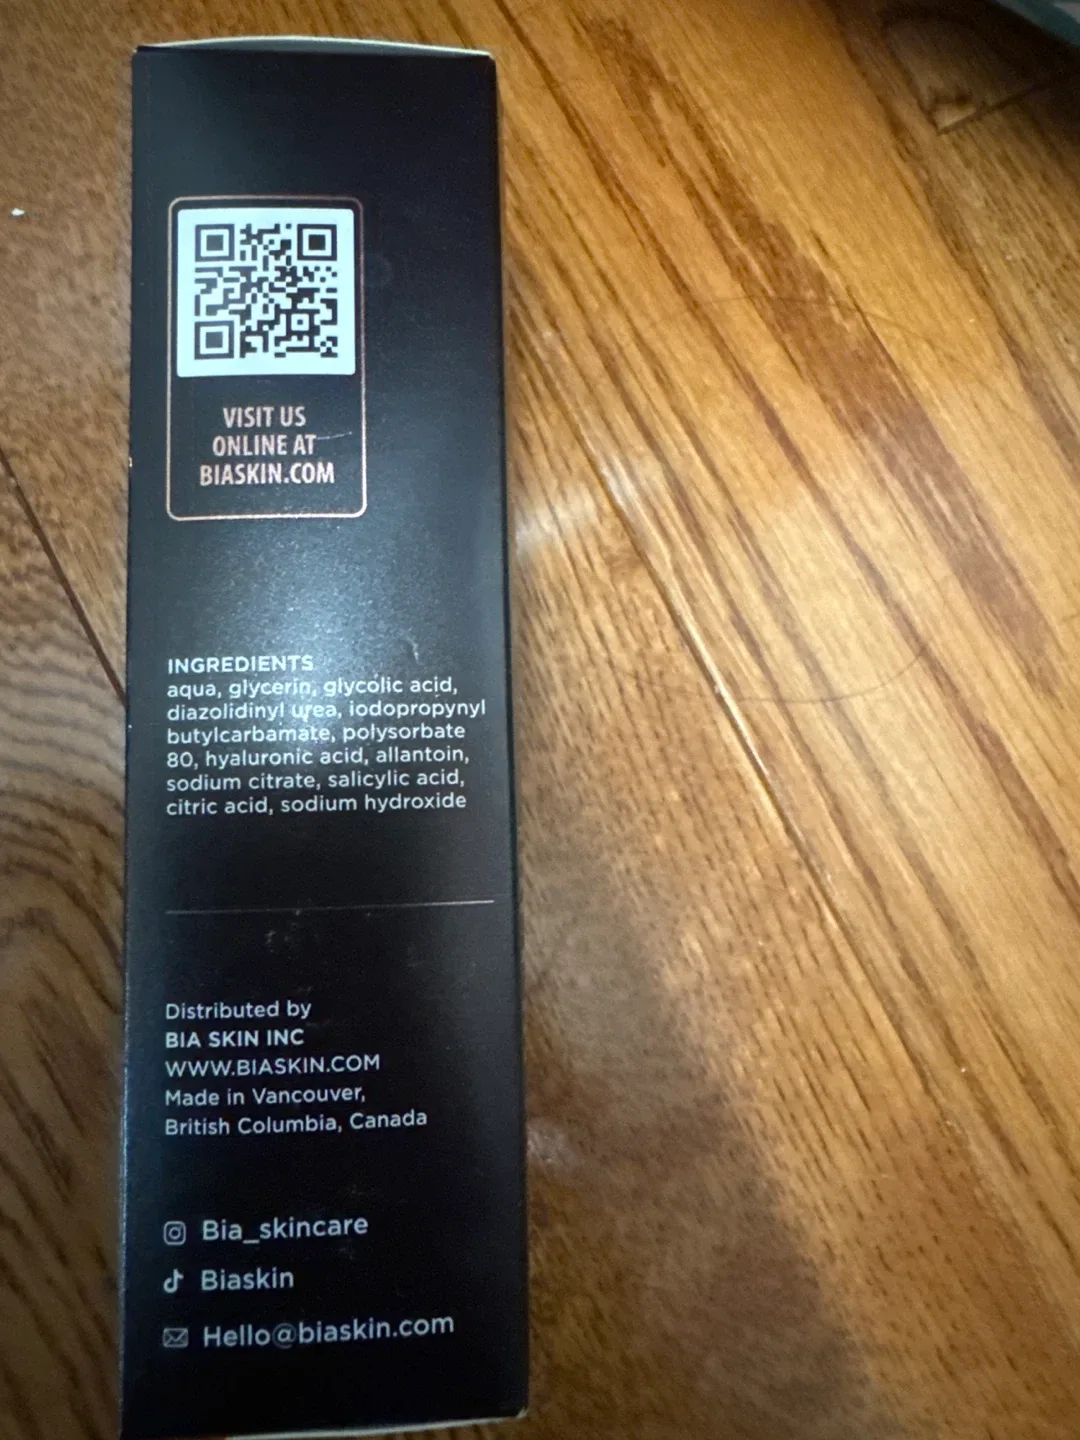 VISIT US
ONLINE AT
BIASKIN.COM
INGREDIENTS
aqua, glycerin, glycolic acid,
diazolidinyl urea, iodopropynyl
butylcarbamate, polysorbate
80, hyaluronic acid, allantoin,
sodium citrate, salicylic acid,
citric acid, sodium hydroxide
Distributed by
BIA SKIN INC
WWW.BIASKIN.COM
Made in Vancouver,
British Columbia, Canada
Bia_skincare
Biaskin
Hello@biaskin.com